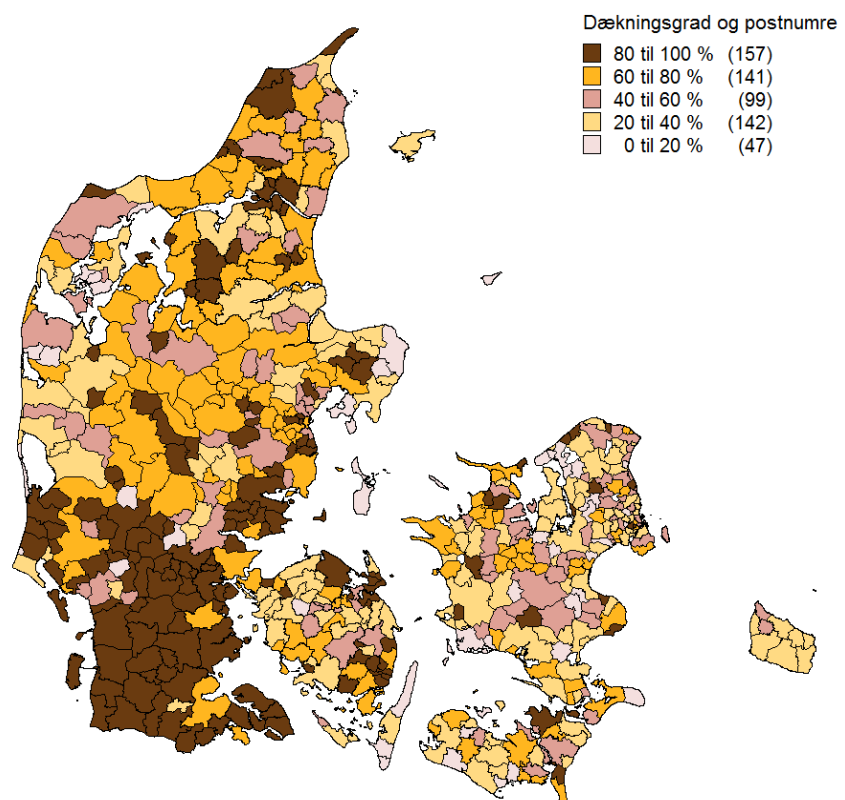 Dækningsgrad og postnumre
80 til 100 % (157)
60 til 80 % (141)
40 til 60 % (99)
20 til 40 % (142)
0 til 20 % (47)